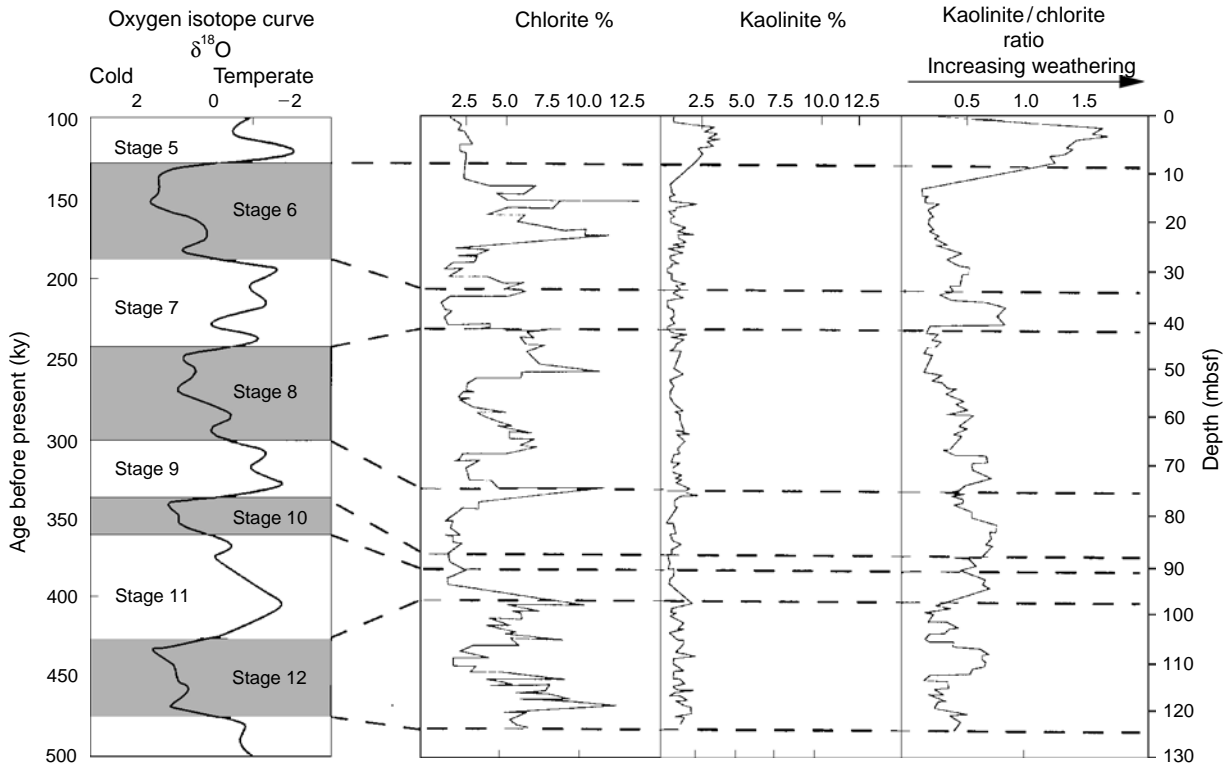 Oxygen isotope curve
δ18O
Cold Temperate
2 0 −2
Chlorite %
2.5 5.0 7.5 10.0 12.5
Kaolinite %
2.5 5.0 7.5 10.0 12.5
Kaolinite/chlorite
ratio
Increasing weathering
0.5 1.0 1.5
Age before present (ky)
100
150
200
250
300
350
400
450
500
Stage 5
Stage 6
Stage 7
Stage 8
Stage 9
Stage 10
Stage 11
Stage 12
0
10
20
30
40
50
60
70
80
90
100
110
120
130
Depth (mbsf)